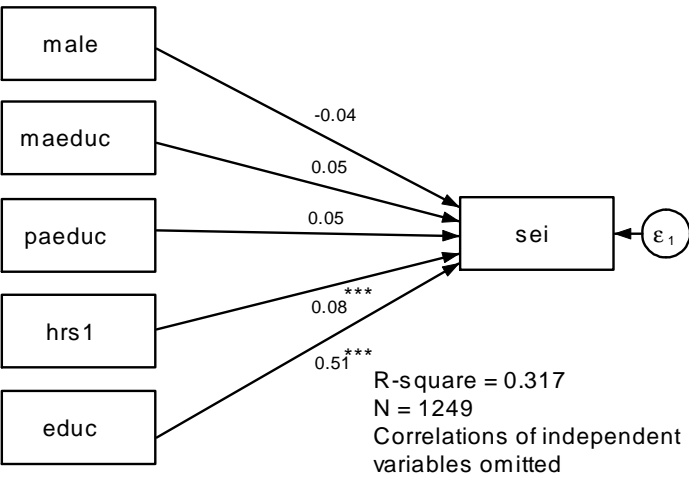 male
-0.04
maeduc
0.05
paeduc
0.05
sei
ε1
hrs1
0.08***
0.51***
educ
R-square = 0.317
N = 1249
Correlations of independent
variables omitted